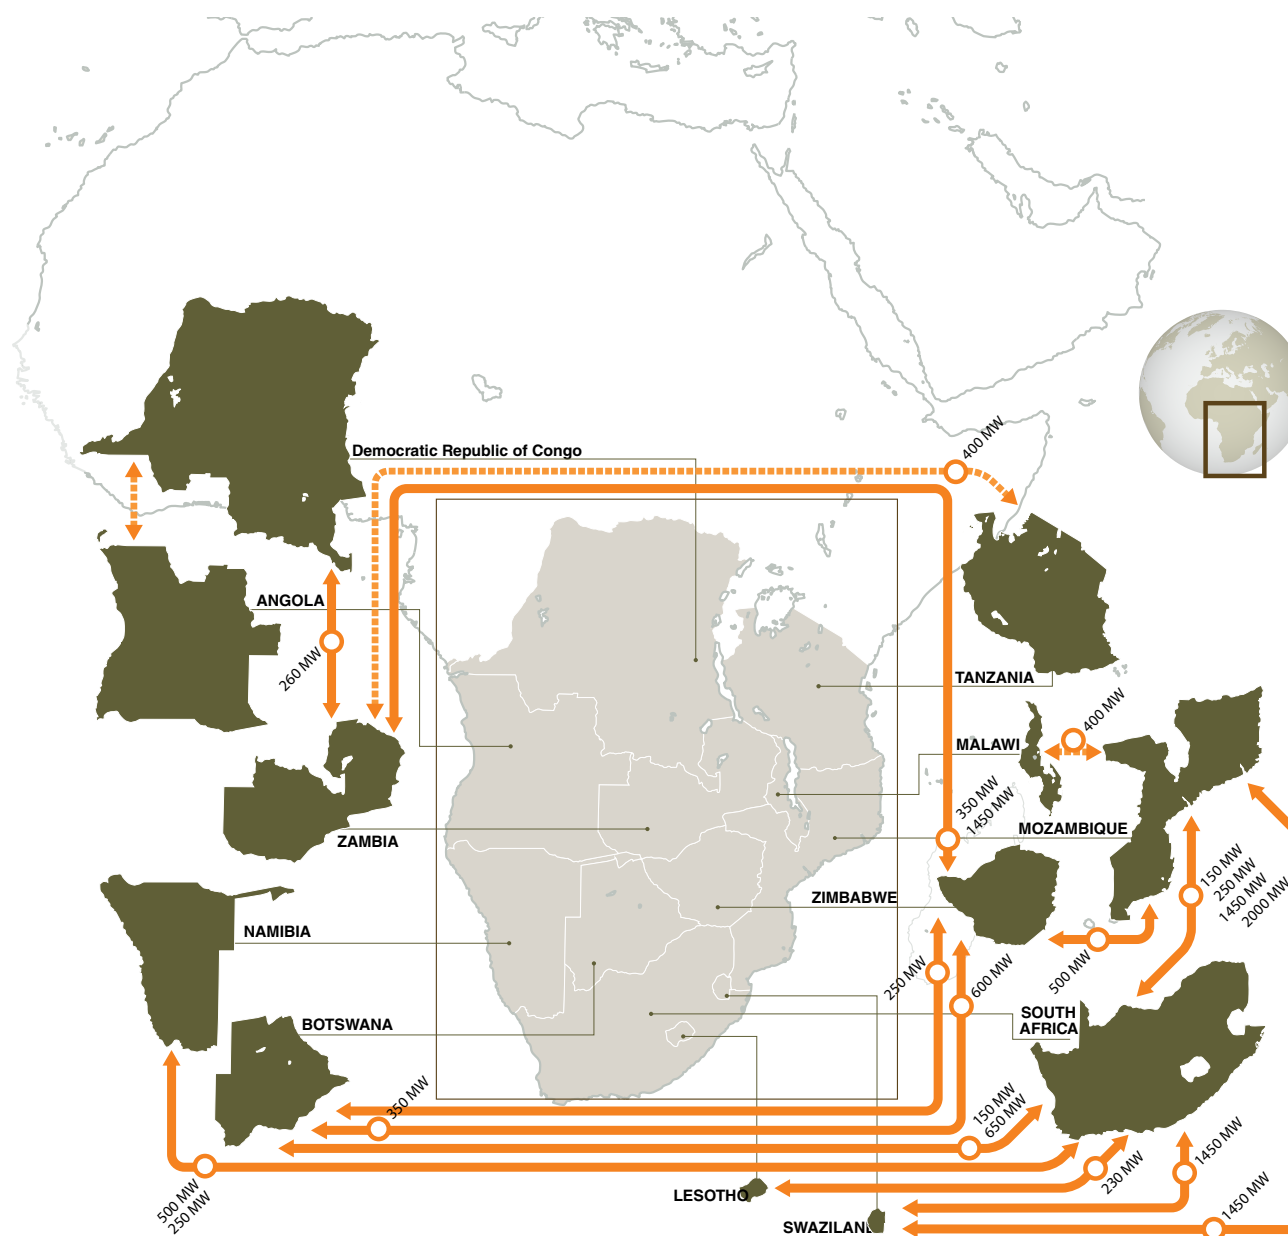 Democratic Republic of Congo
400 MW
ANGOLA
260 MW
TANZANIA
400 MW
MALAWI
350 MW
1450 MW
MOZAMBIQUE
ZAMBIA
150 MW
250 MW
1450 MW
2000 MW
ZIMBABWE
NAMIBIA
250 MW
600 MW
500 MW
BOTSWANA
SOUTH
AFRICA
350 MW
150 MW
650 MW
500 MW
250 MW
230 MW
1450 MW
LESOTHO
SWAZILAND
1450 MW